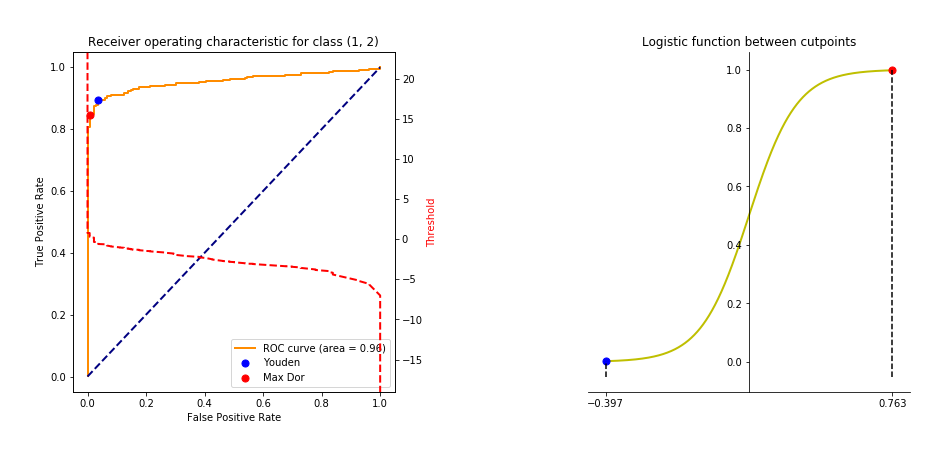 Receiver operating characteristic for class (1, 2)
1.0
0.8
0.6
0.4
0.2
0.0
True Positive Rate
0.0 0.2 0.4 0.6 0.8 1.0
False Positive Rate
20
15
10
5
0
−5
−10
−15
Threshold
ROC curve (area = 0.96)
Youden
Max Dor
Logistic function between cutpoints
1.0
0.8
0.6
0.4
0.2
0.0
−0.397 0.763